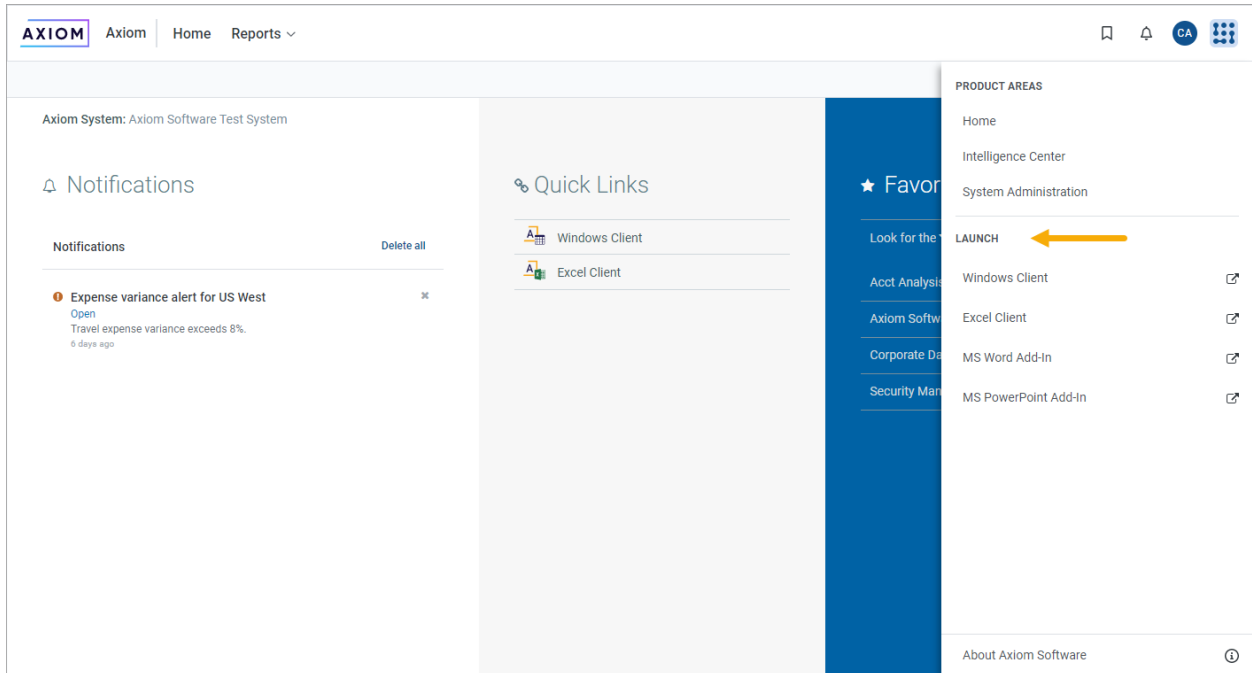 AXIOM Axiom Home Reports
CA
Axiom System: Axiom Software Test System
Notifications
Notifications Delete all
Expense variance alert for US West
Open
Travel expense variance exceeds 8%.
6 days ago
Quick Links
Windows Client
Excel Client
Favor
Look for the
Acct Analysis
Axiom Softw
Corporate Da
Security Man
PRODUCT AREAS
Home
Intelligence Center
System Administration
LAUNCH
Windows Client
Excel Client
MS Word Add-In
MS PowerPoint Add-In
About Axiom Software